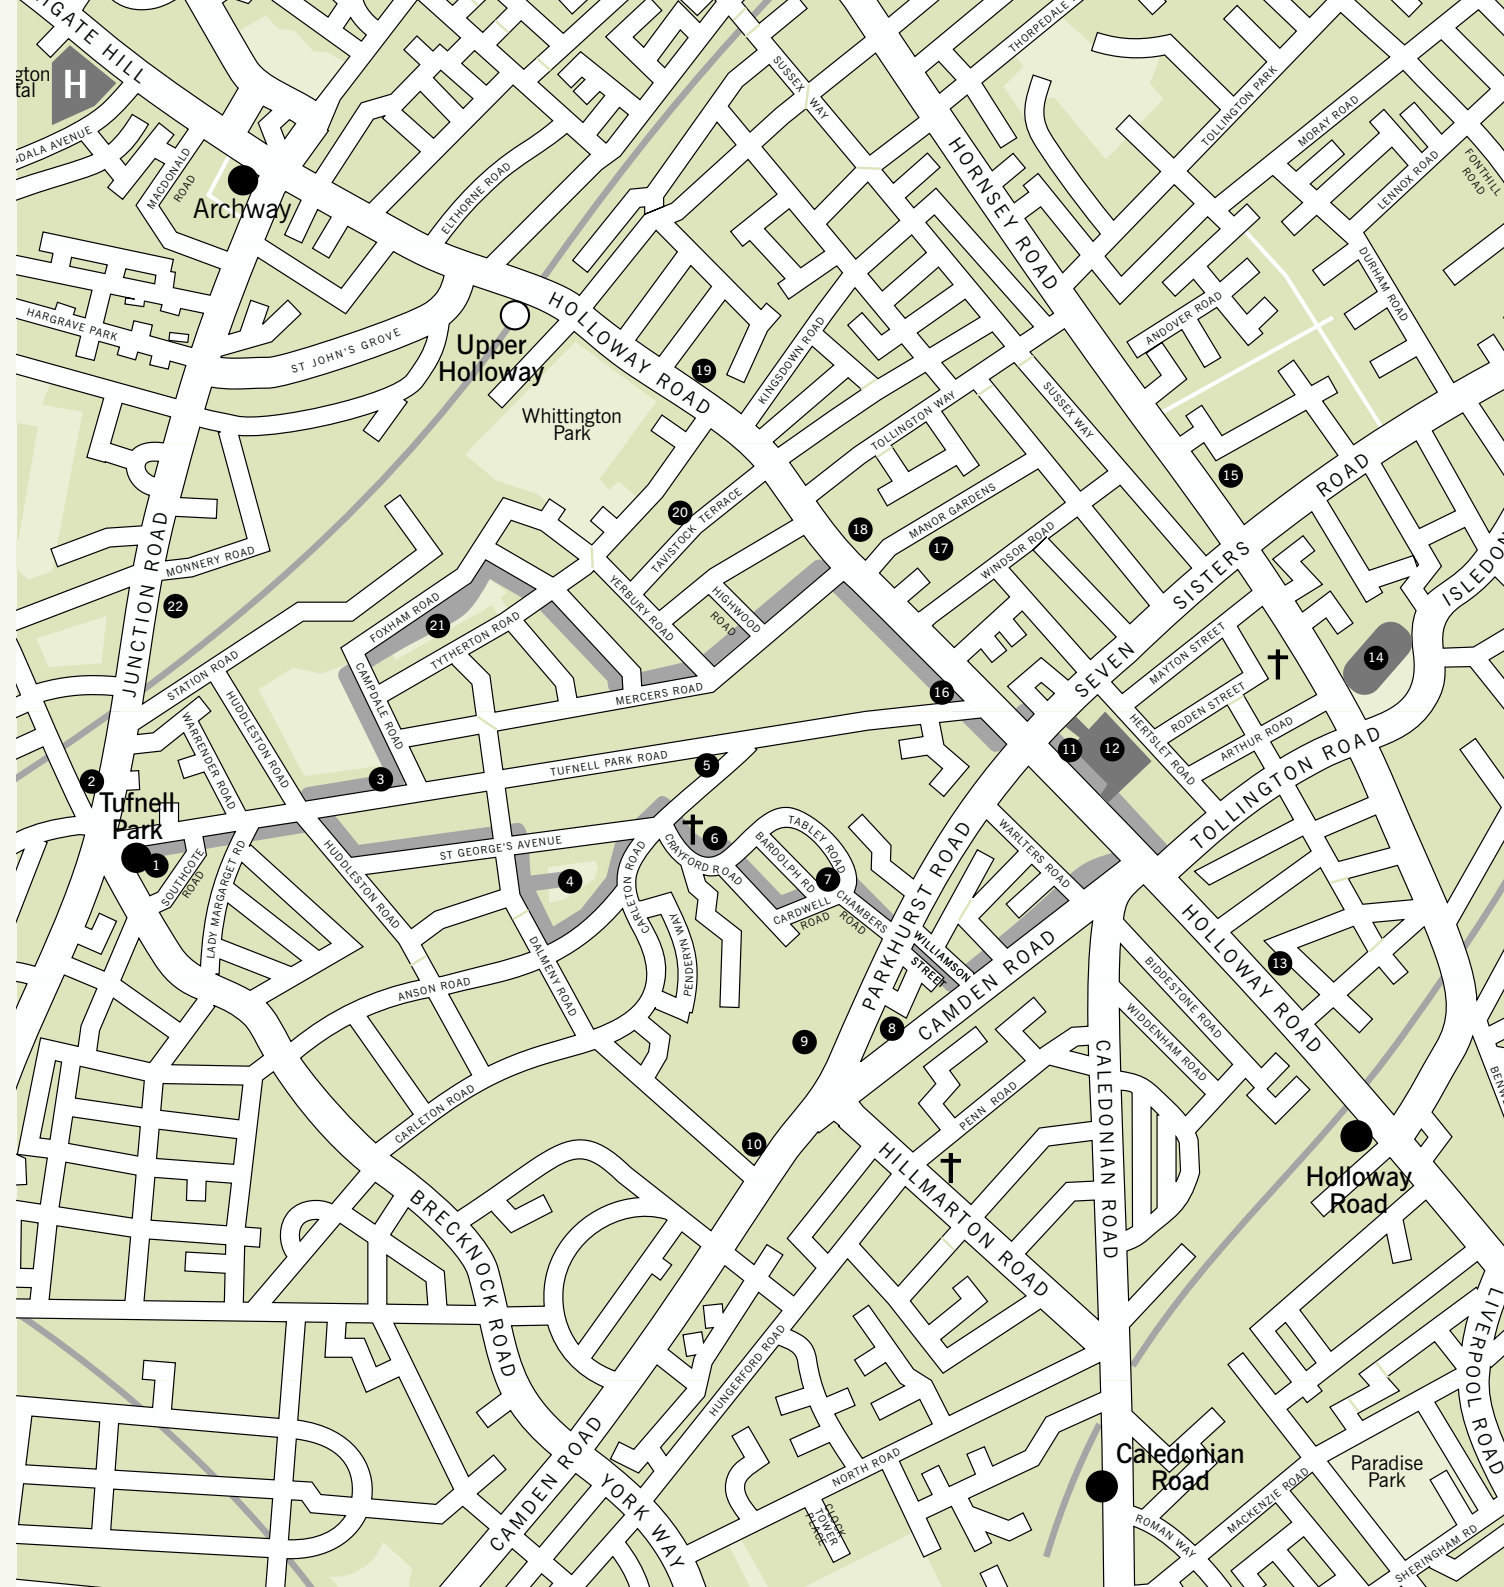 HIGATE HILL
gton
tal
H
GDALA AVENUE
MACDONALD
ROAD
Archway
ELTHORNE ROAD
SUSSEX WAY
THORPEDALE
HORNSEY ROAD
TOLLINGTON PARK
MORAY ROAD
LENNOX ROAD
FONTHILL
ROAD
DURHAM ROAD
ANDOVER ROAD
HARGRAVE PARK
ST JOHN'S GROVE
Upper
Holloway
HOLLOWAY ROAD
19
KINGSDOWN ROAD
Whittington
Park
TOLLINGTON WAY
SUSSEX WAY
15
SEVEN SISTERS ROAD
20
TAVISTOCK TERRACE
18
MANOR GARDENS
17
WINDSOR ROAD
JUNCTION ROAD
MONNERY ROAD
22
ISLEDON
FOXHAM ROAD
21
TYTHERTON ROAD
YERBURY ROAD
HIGHWOOD
ROAD
MAYTON STREET
14
STATION ROAD
CAMPDALE ROAD
MERCERS ROAD
16
RODEN STREET
HERTSLET ROAD
ARTHUR ROAD
HUDDLESTON ROAD
WARRENDER ROAD
11
12
TOLLINGTON ROAD
2
3
TUFNELL PARK ROAD
5
Tufnell
Park
1
SOUTHCOTE
ROAD
LADY MARGARET RD
HUDDLESTON ROAD
ST GEORGE'S AVENUE
4
CARLETON ROAD
CRAYFORD ROAD
6
TABLEY ROAD
BARDOLPH RD
7
CARDWELL
ROAD
CHAMBERS
ROAD
PARKHURST ROAD
WARLTERS ROAD
WILLIAMSON
STREET
CAMDEN ROAD
HOLLOWAY ROAD
13
PENDERYN WAY
DALMENY ROAD
ANSON ROAD
BIDDESTONE ROAD
WIDDENHAM ROAD
8
9
CALEDONIAN ROAD
BENW
PENN ROAD
CARLETON ROAD
10
HILLMARTON ROAD
Holloway
Road
BRECKNOCK ROAD
HUNGERFORD ROAD
LIVERPOOL ROAD
CAMDEN ROAD
YORK WAY
NORTH ROAD
CLOCK
TOWER
PLACE
Caledonian
Road
ROMAN WAY
MACKENZIE ROAD
Paradise
Park
SHERINGHAM RD